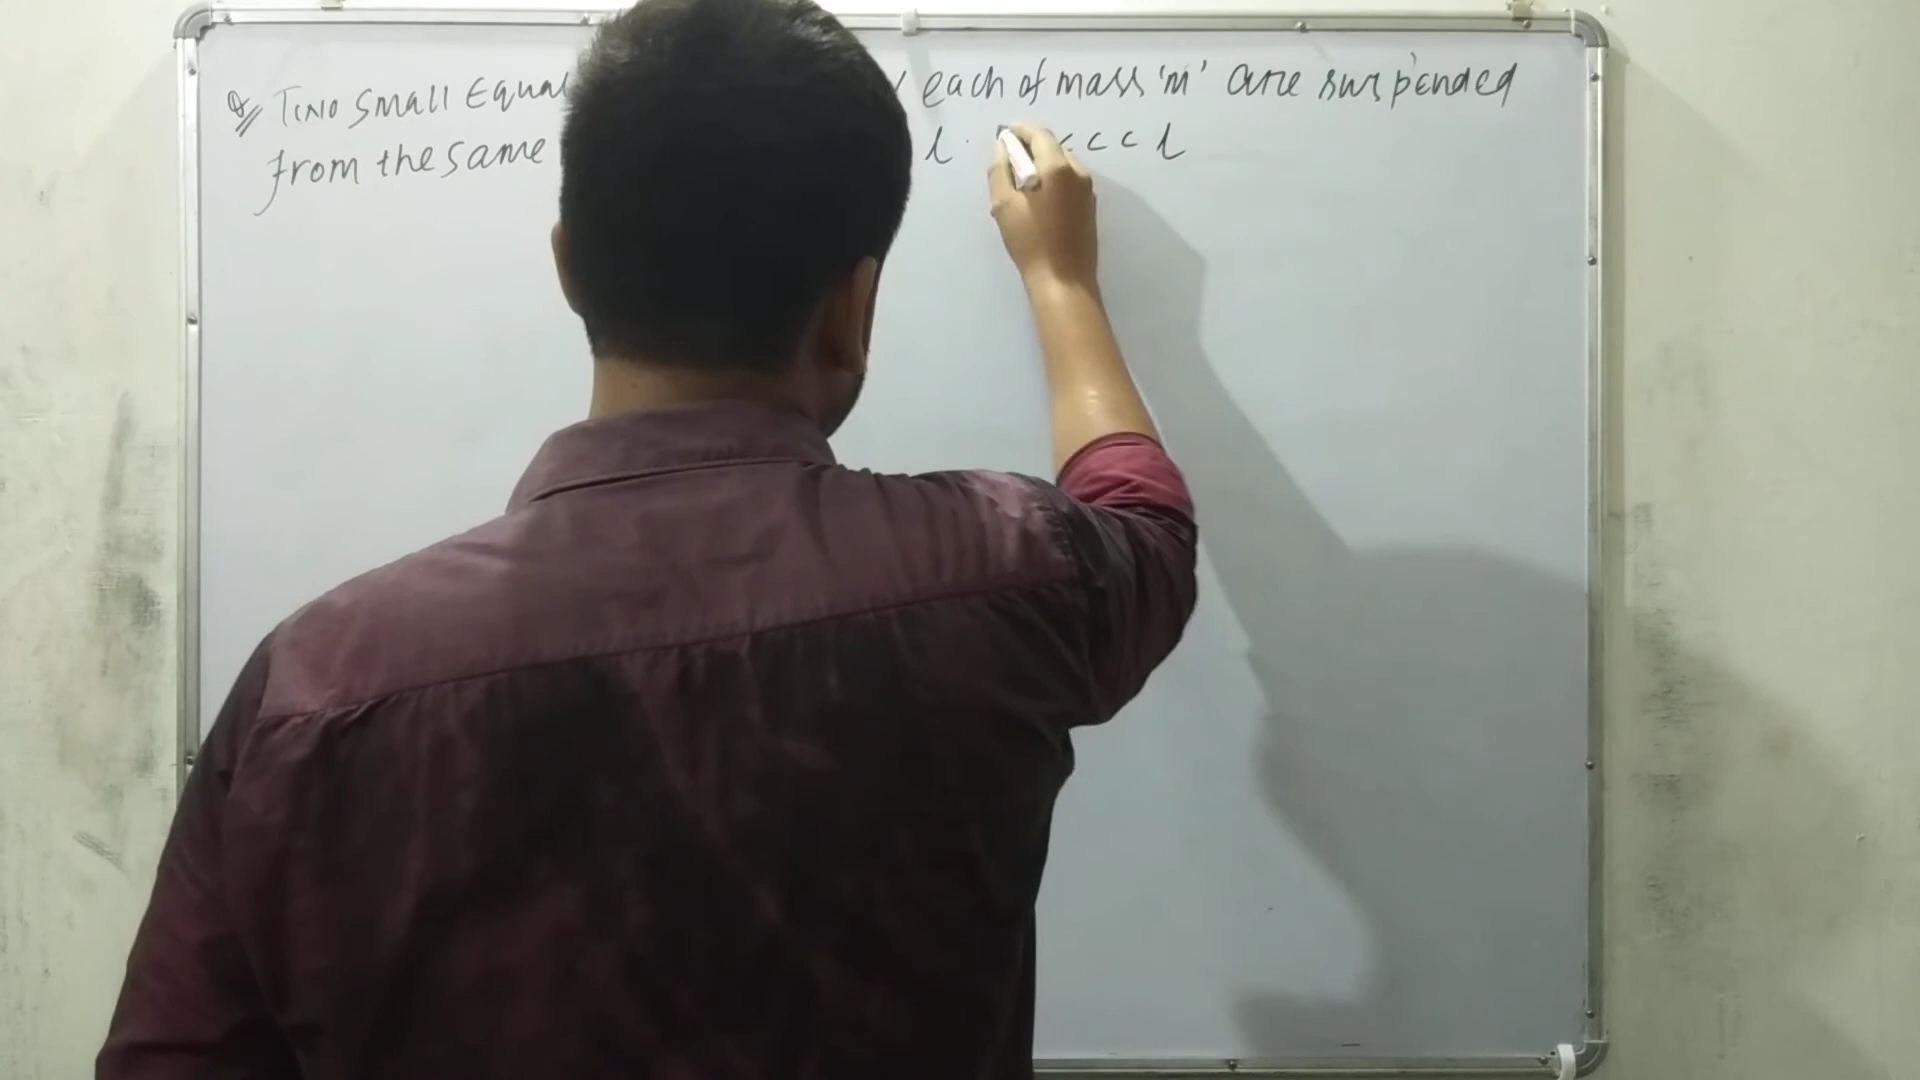 Q Two small Equal each of mass 'm' are suspended
from the same l. <<< l